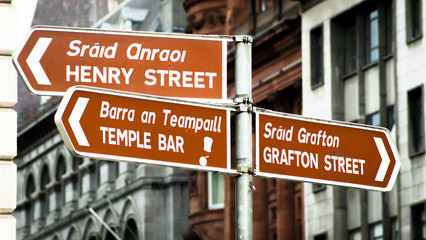 Sráid Anraoi
HENRY STREET
Barra an Teampaill
TEMPLE BAR
Sráid Grafton
GRAFTON STREET